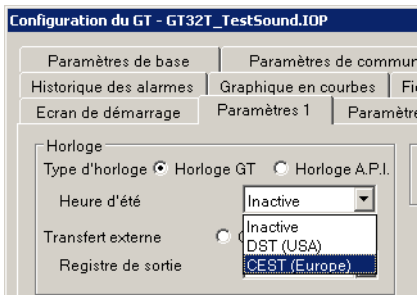 Configuration du GT - GT32T_TestSound.IOP
Paramètres de base Paramètres de commun
Historique des alarmes Graphique en courbes Fi
Ecran de démarrage Paramètres 1 Paramètre
Horloge
Type d'horloge Horloge GT Horloge A.P.I.
Heure d'été Inactive
Inactive
DST (USA)
Transfert externe
CEST (Europe)
Registre de sortie